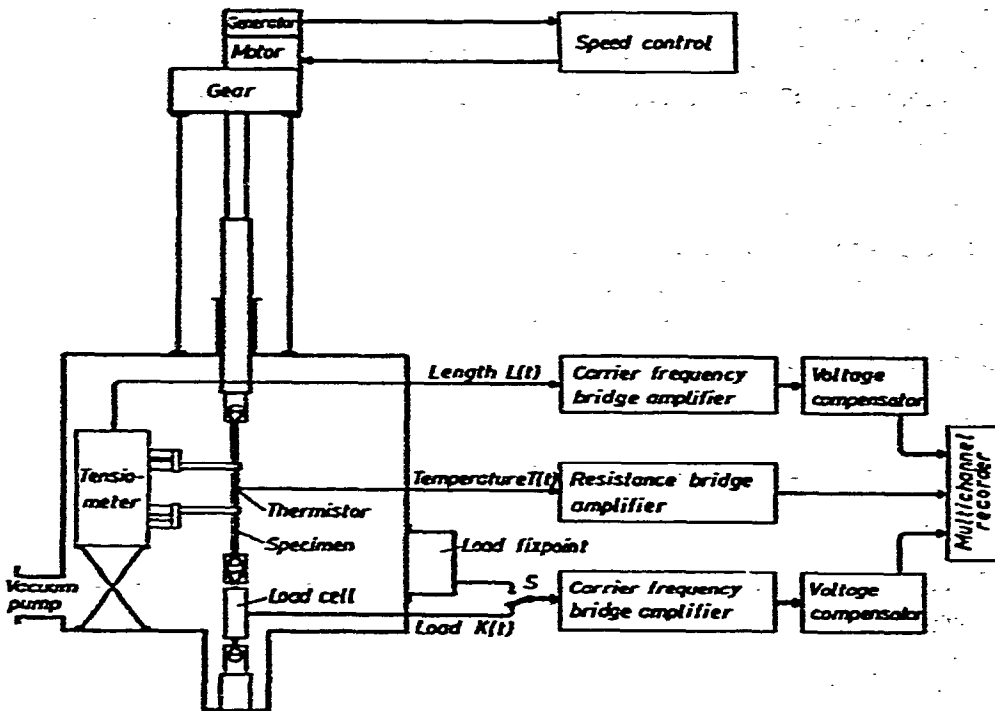 Generator
Motor
Gear
Speed control
Length L(t)
Carrier frequency
bridge amplifier
Voltage
compensator
Tensio-
meter
Temperature T(t)
Resistance bridge
amplifier
Multichannel
recorder
Thermistor
Specimen
Load fixpoint
Vacuum
pump
Load cell
S
Load K(t)
Carrier frequency
bridge amplifier
Voltage
compensator